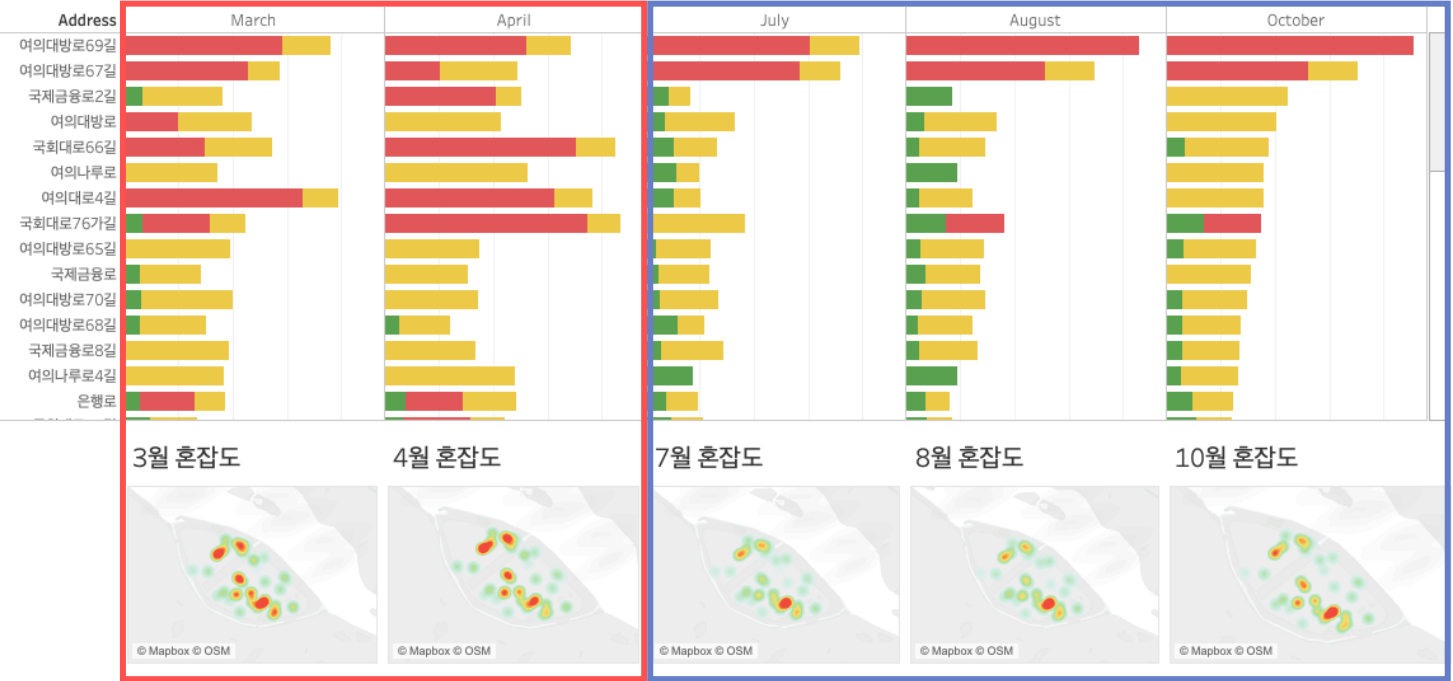 Address March April July August October
여의대방로69길
여의대방로67길
국제금융로2길
여의대방로
국회대로66길
여의나루로
여의대로4길
국회대로76가길
여의대방로65길
국제금융로
여의대방로70길
여의대방로68길
국제금융로8길
여의나루로4길
은행로
3월 혼잡도 4월 혼잡도 7월 혼잡도 8월 혼잡도 10월 혼잡도
© Mapbox © OSM © Mapbox © OSM © Mapbox © OSM © Mapbox © OSM © Mapbox © OSM